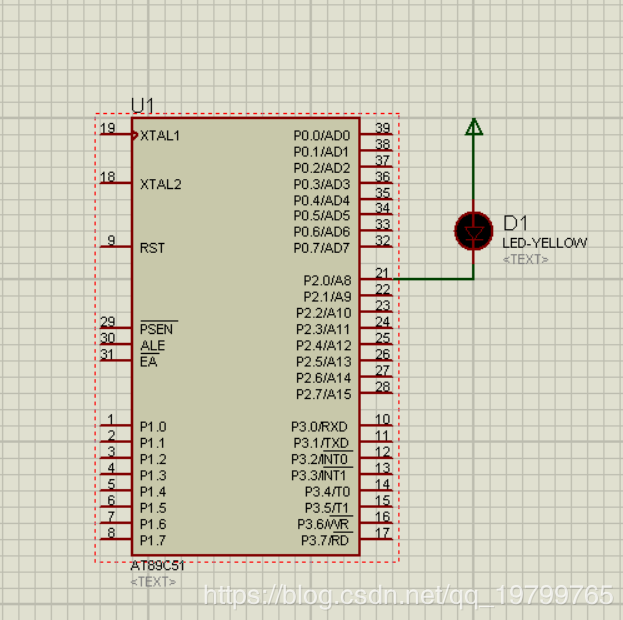 U1
19 XTAL1
18 XTAL2
9 RST
29 PSEN
30 ALE
31 EA
1 P1.0
2 P1.1
3 P1.2
4 P1.3
5 P1.4
6 P1.5
7 P1.6
8 P1.7
P0.0/AD0 39
P0.1/AD1 38
P0.2/AD2 37
P0.3/AD3 36
P0.4/AD4 35
P0.5/AD5 34
P0.6/AD6 33
P0.7/AD7 32
P2.0/A8 21
P2.1/A9 22
P2.2/A10 23
P2.3/A11 24
P2.4/A12 25
P2.5/A13 26
P2.6/A14 27
P2.7/A15 28
P3.0/RXD 10
P3.1/TXD 11
P3.2/INT0 12
P3.3/INT1 13
P3.4/T0 14
P3.5/T1 15
P3.6/WR 16
P3.7/RD 17
AT89C51
<TEXT>
D1
LED-YELLOW
<TEXT>
https://blog.csdn.net/qq_19799765